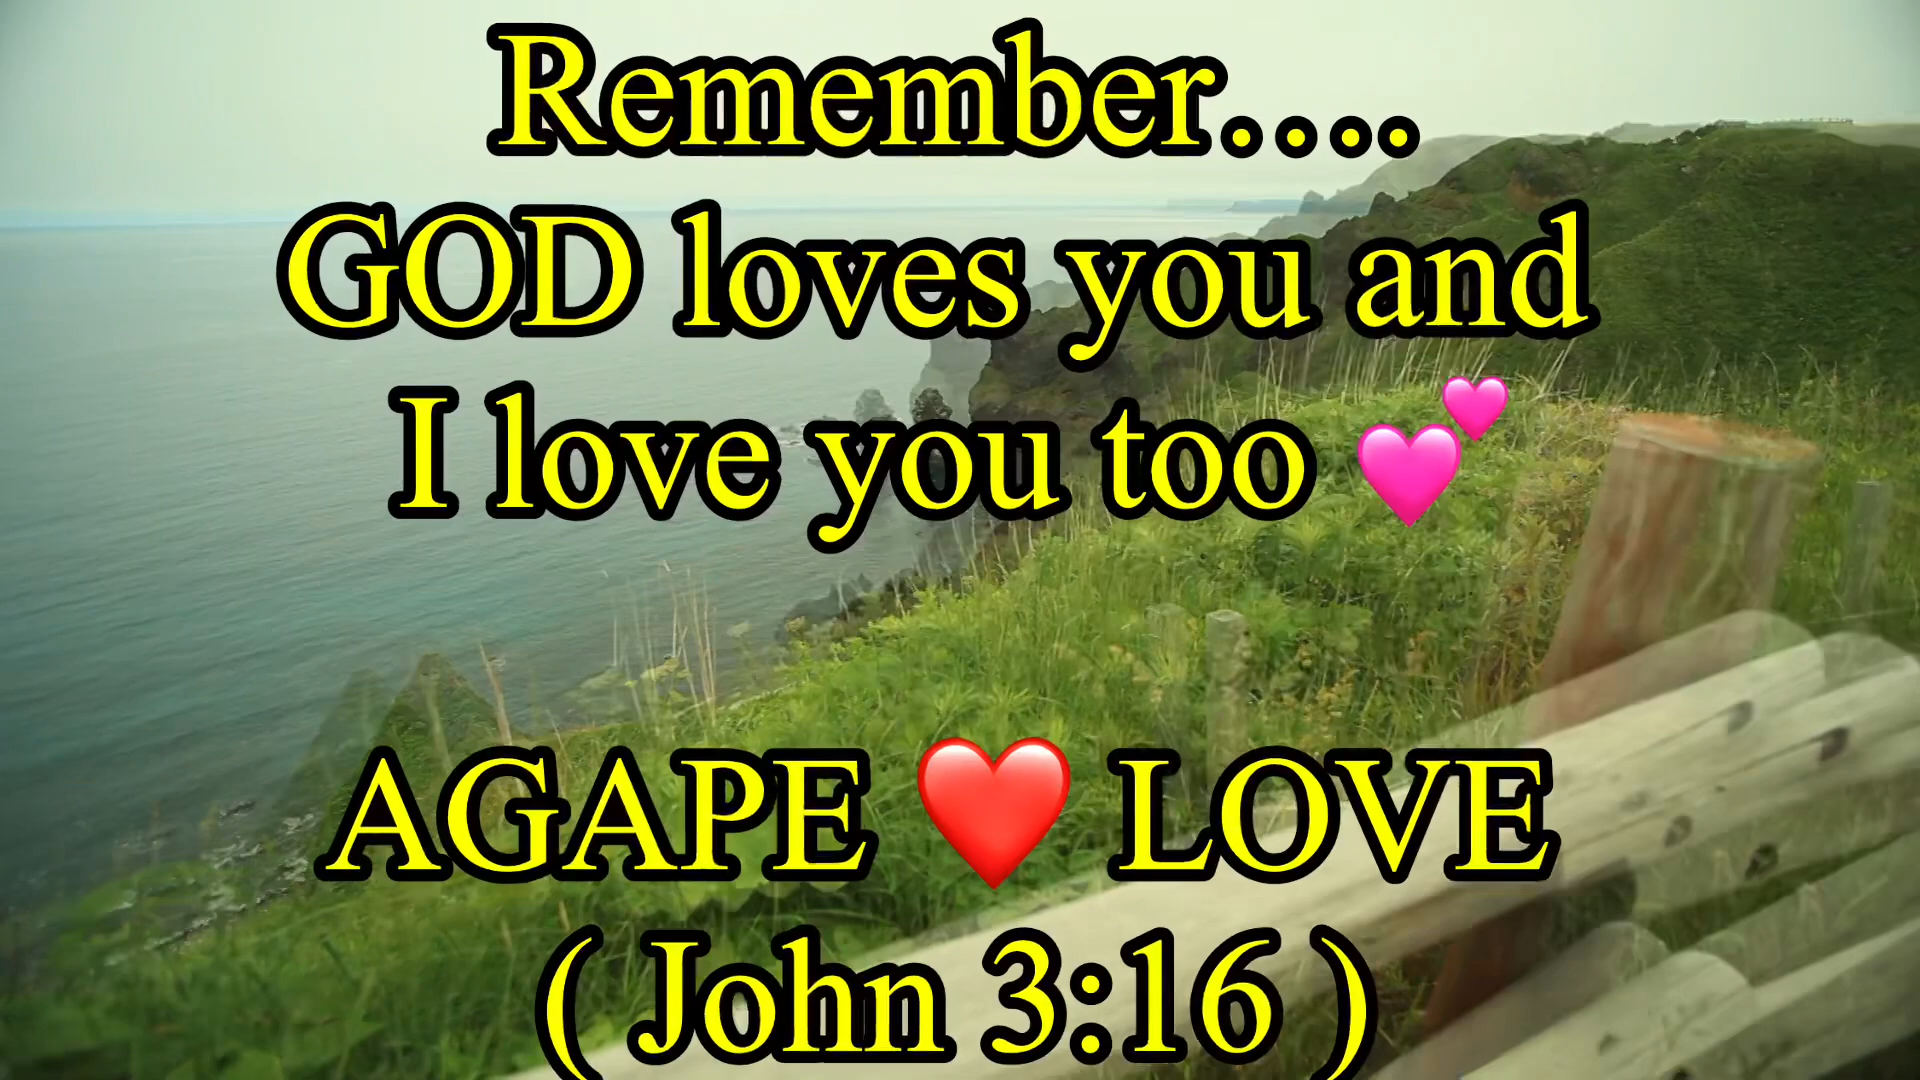 Remember....
GOD loves you and
I love you too 💕
AGAPE ❤️ LOVE
( John 3:16 )